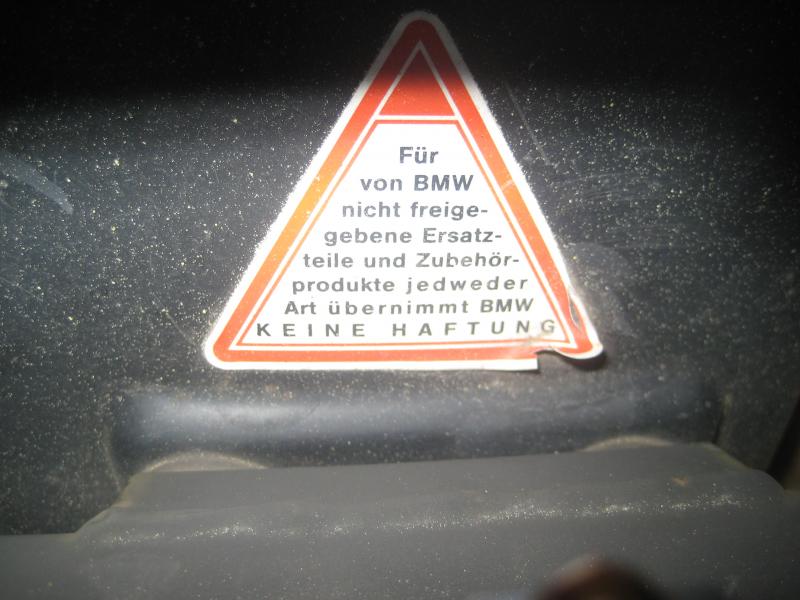 Für
von BMW
nicht freige-
gebene Ersatz-
teile und Zubehör-
produkte jedweder
Art übernimmt BMW
KEINE HAFTUNG